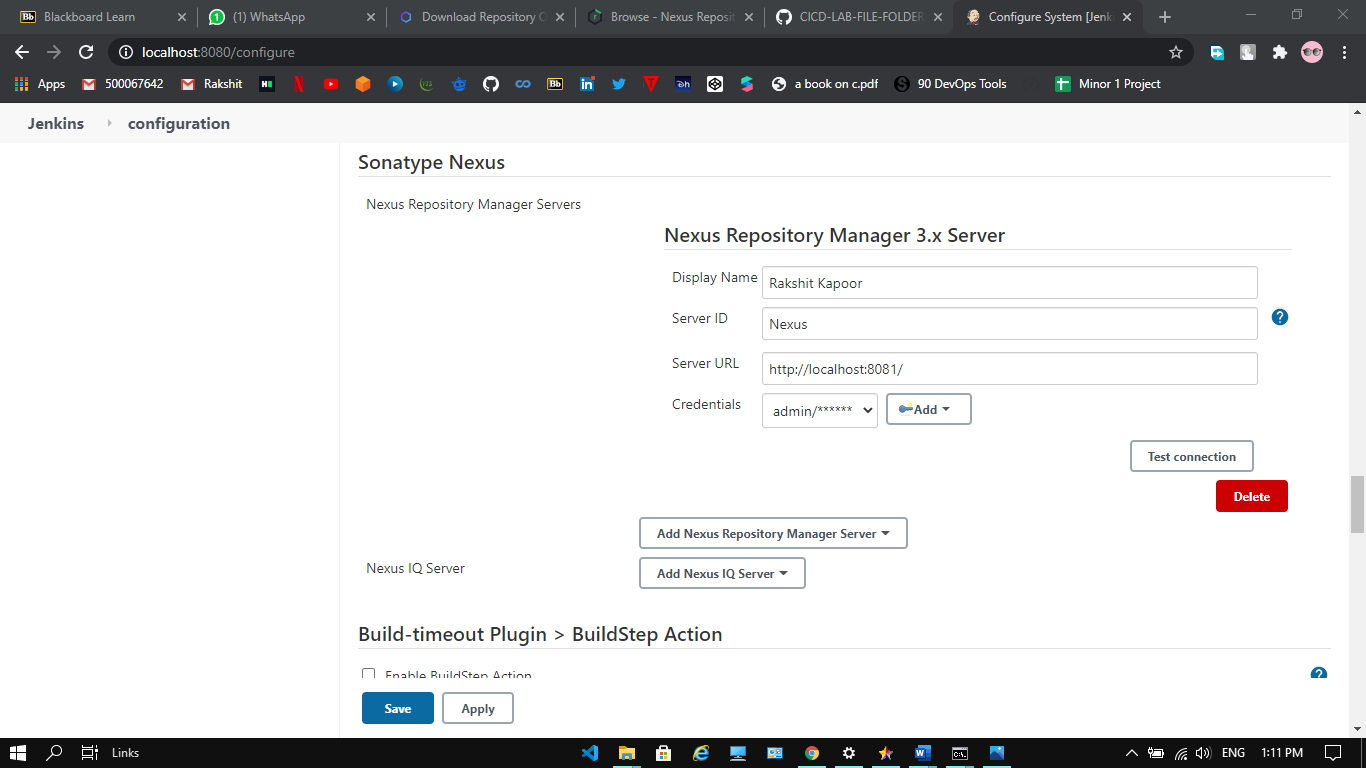 Bb Blackboard Learn
1 (1) WhatsApp
Download Repository C
Browse - Nexus Reposit
CICD-LAB-FILE-FOLDER
Configure System [Jenk
localhost:8080/configure
Apps
500067642
Rakshit
Bb
in
a book on c.pdf
90 DevOps Tools
Minor 1 Project
Jenkins
configuration
Sonatype Nexus
Nexus Repository Manager Servers
Nexus Repository Manager 3.x Server
Display Name Rakshit Kapoor
Server ID Nexus ?
Server URL http://localhost:8081/
Credentials admin/****** Add
Test connection
Delete
Add Nexus Repository Manager Server
Nexus IQ Server Add Nexus IQ Server
Build-timeout Plugin > BuildStep Action
Enable BuildStep Action ?
Save Apply
Links
ENG 1:11 PM